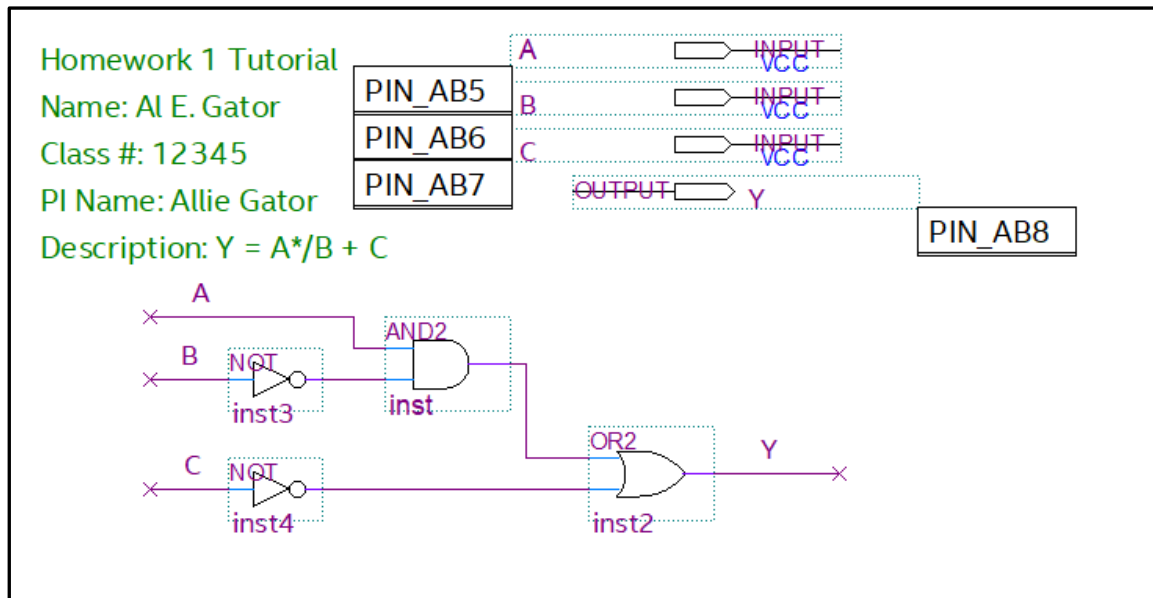 Homework 1 Tutorial
Name: Al E. Gator
Class #: 12345
PI Name: Allie Gator
Description: Y = A*/B + C
PIN_AB5
PIN_AB6
PIN_AB7
A
INPUT
VCC
B
INPUT
VCC
C
INPUT
VCC
OUTPUT
Y
PIN_AB8
A
AND2
inst
B
NOT
inst3
C
NOT
inst4
OR2
inst2
Y